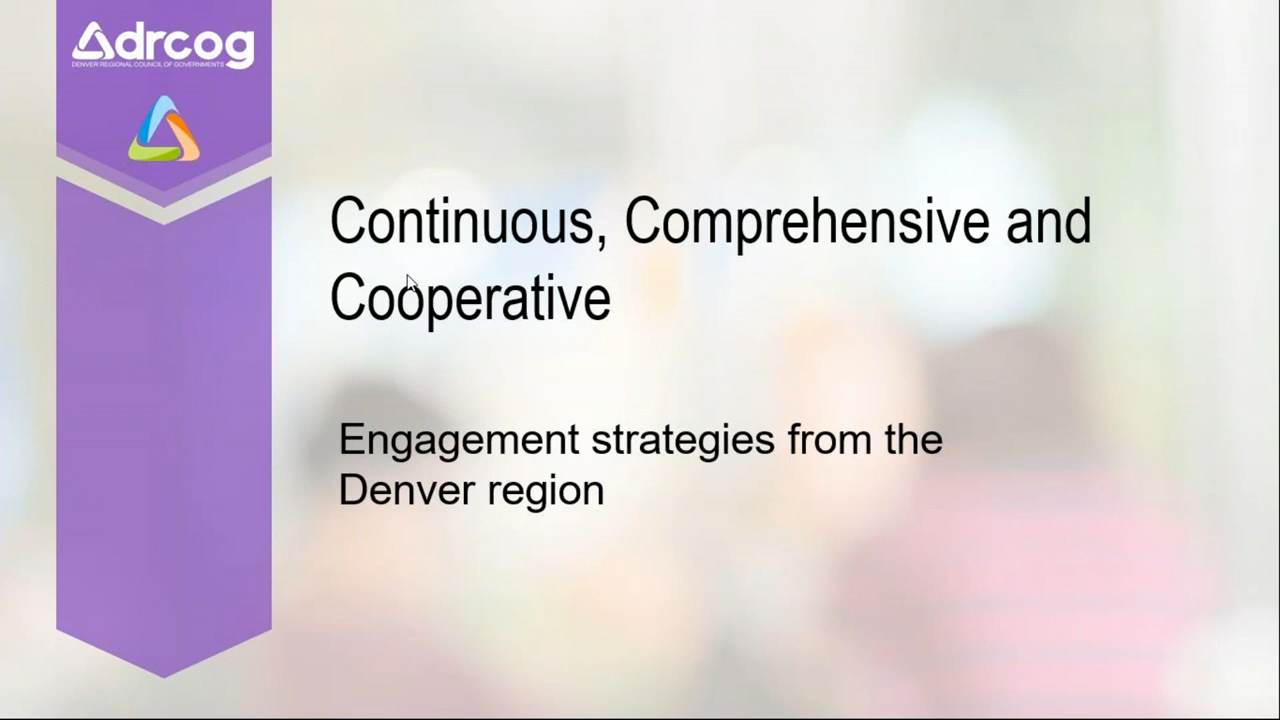 drcog
DENVER REGIONAL COUNCIL OF GOVERNMENTS
Continuous, Comprehensive and
Cooperative
Engagement strategies from the
Denver region